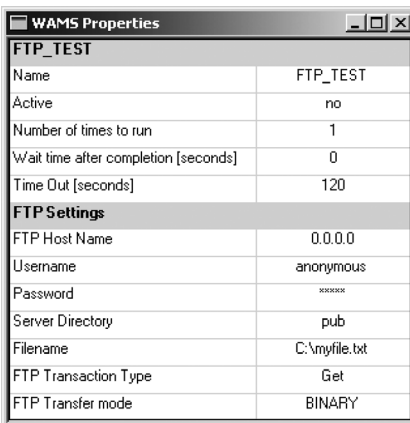 WAMS Properties
FTP_TEST
Name FTP_TEST
Active no
Number of times to run 1
Wait time after completion [seconds] 0
Time Out [seconds] 120
FTP Settings
FTP Host Name 0.0.0.0
Username anonymous
Password *****
Server Directory pub
Filename C:\myfile.txt
FTP Transaction Type Get
FTP Transfer mode BINARY